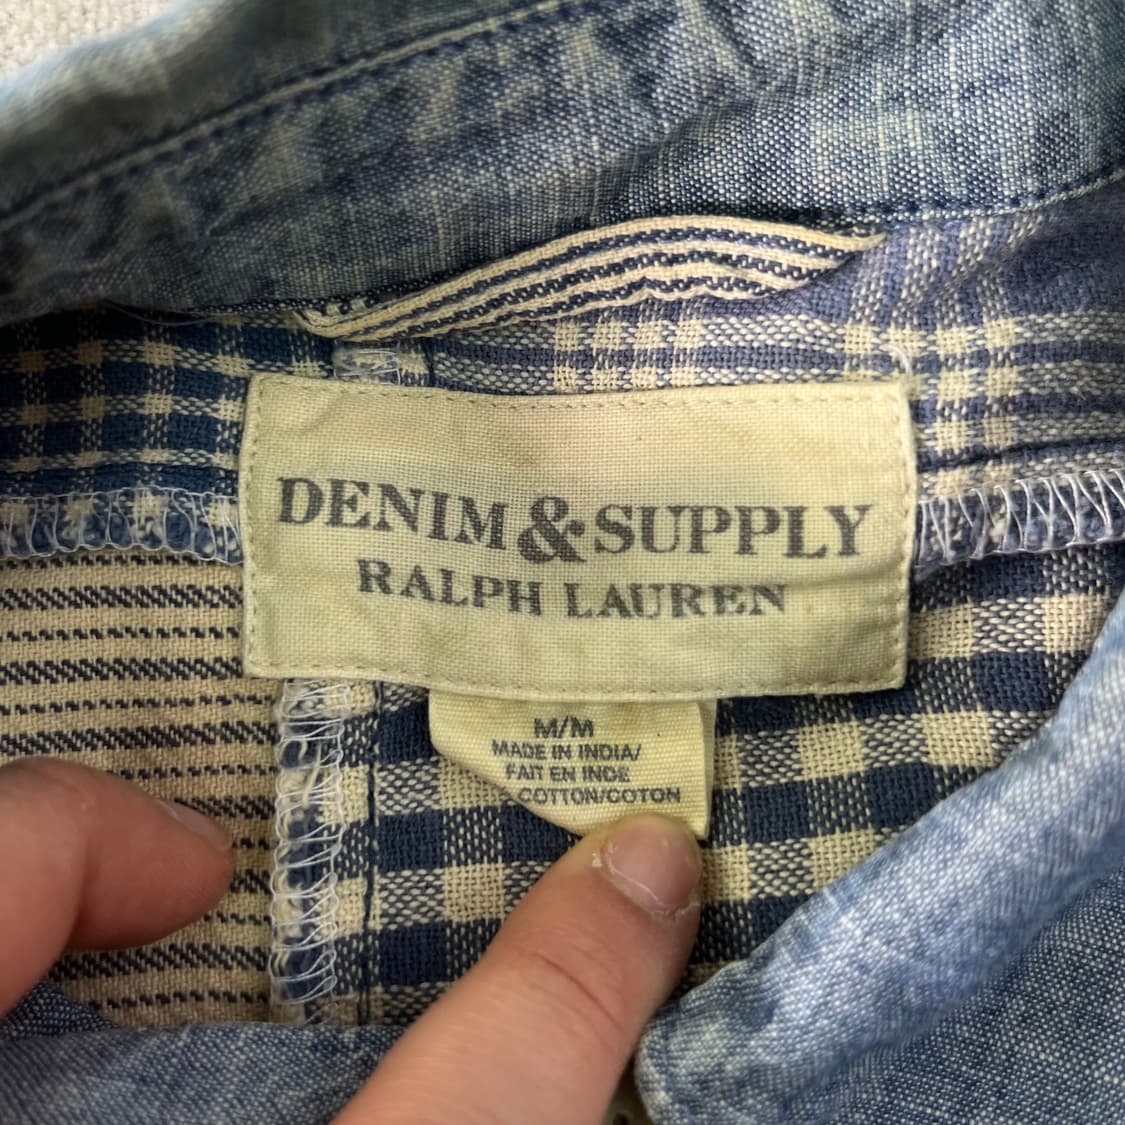 DENIM & SUPPLY
RALPH LAUREN
M/M
MADE IN INDIA/
FAIT EN INDE
COTTON/COTON